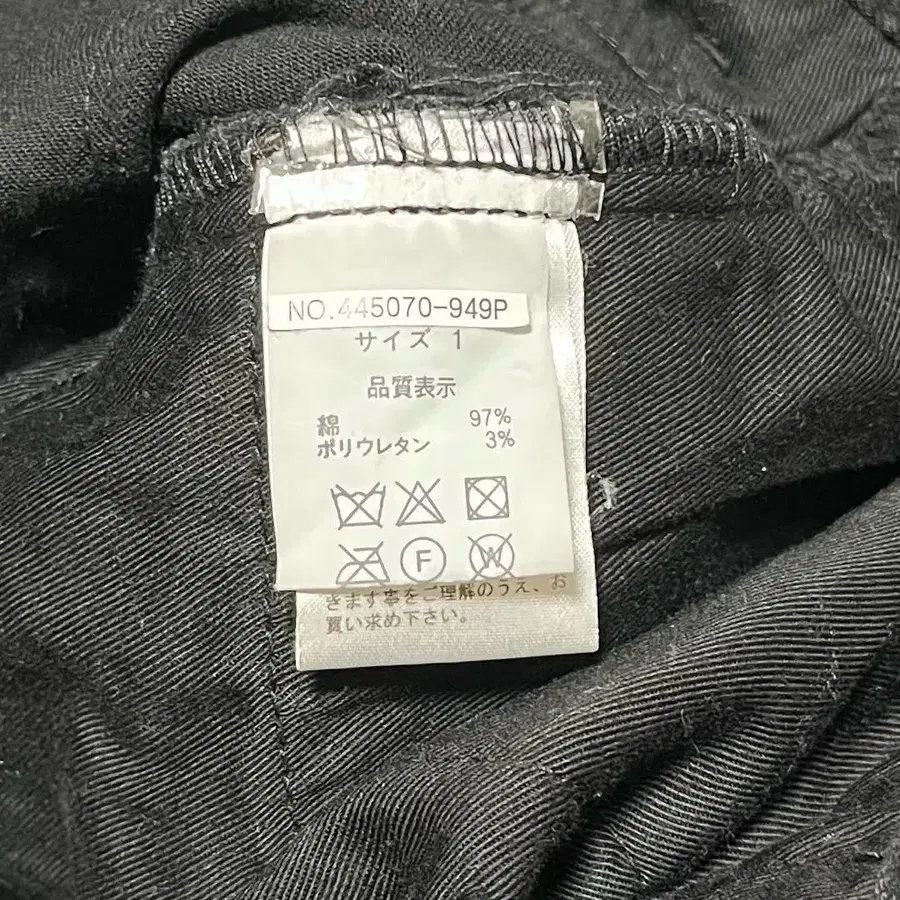 NO.445070-949P
サイズ 1
品質表示
綿 97%
ポリウレタン 3%
F
W
きます事をご理解のうえ、お
買い求め下さい。